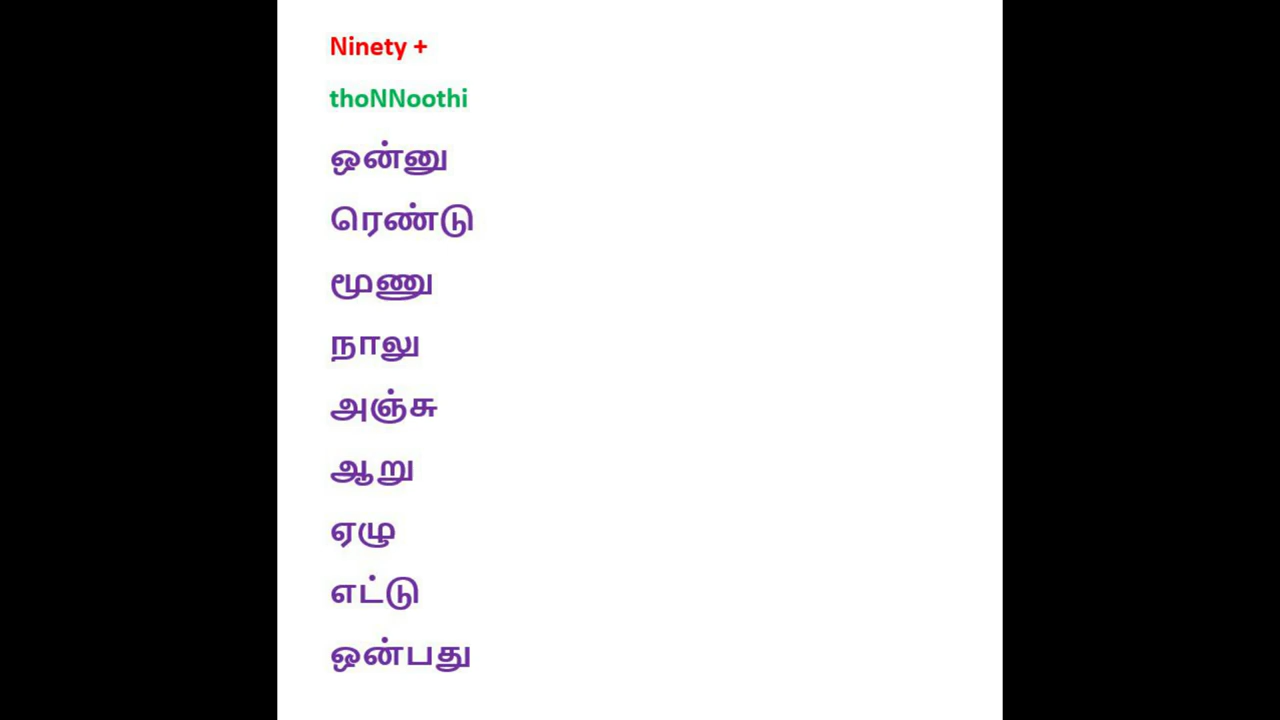 Ninety +
thoNNoothi
ஒன்னு
ரெண்டு
மூணு
நாலு
அஞ்சு
ஆறு
ஏழு
எட்டு
ஒன்பது